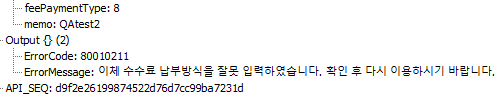 feePaymentType: 8
memo: QAtest2
Output {} (2)
ErrorCode: 80010211
ErrorMessage: 이체 수수료 납부방식을 잘못 입력하였습니다. 확인 후 다시 이용하시기 바랍니다.
API_SEQ: d9f2e26199874522d76d7cc99ba7231d